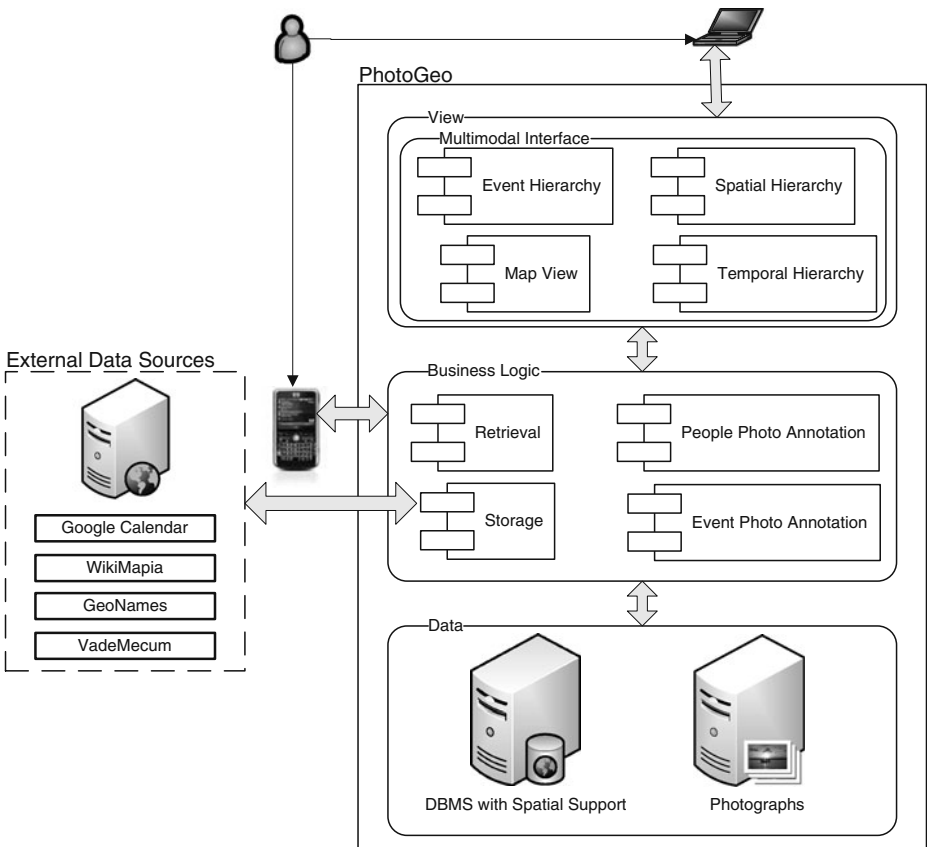 PhotoGeo
View
Multimodal Interface
Event Hierarchy
Spatial Hierarchy
Map View
Temporal Hierarchy
External Data Sources
Google Calendar
WikiMapia
GeoNames
VadeMecum
Business Logic
Retrieval
People Photo Annotation
Storage
Event Photo Annotation
Data
DBMS with Spatial Support
Photographs